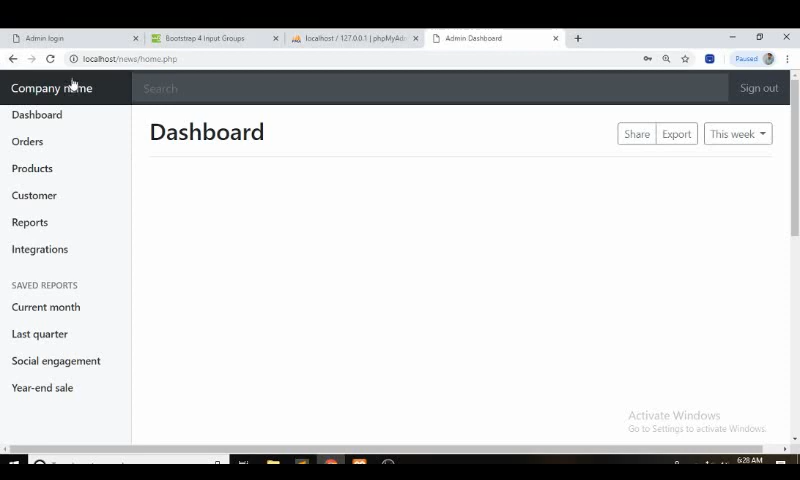 Admin login
Bootstrap 4 Input Groups
localhost / 127.0.0.1 | phpMyAdm
Admin Dashboard
localhost/news/home.php
Paused
Company name
Search
Sign out
Dashboard
Orders
Products
Customer
Reports
Integrations
SAVED REPORTS
Current month
Last quarter
Social engagement
Year-end sale
Dashboard
Share
Export
This week
Activate Windows
Go to Settings to activate Windows.
6:28 AM